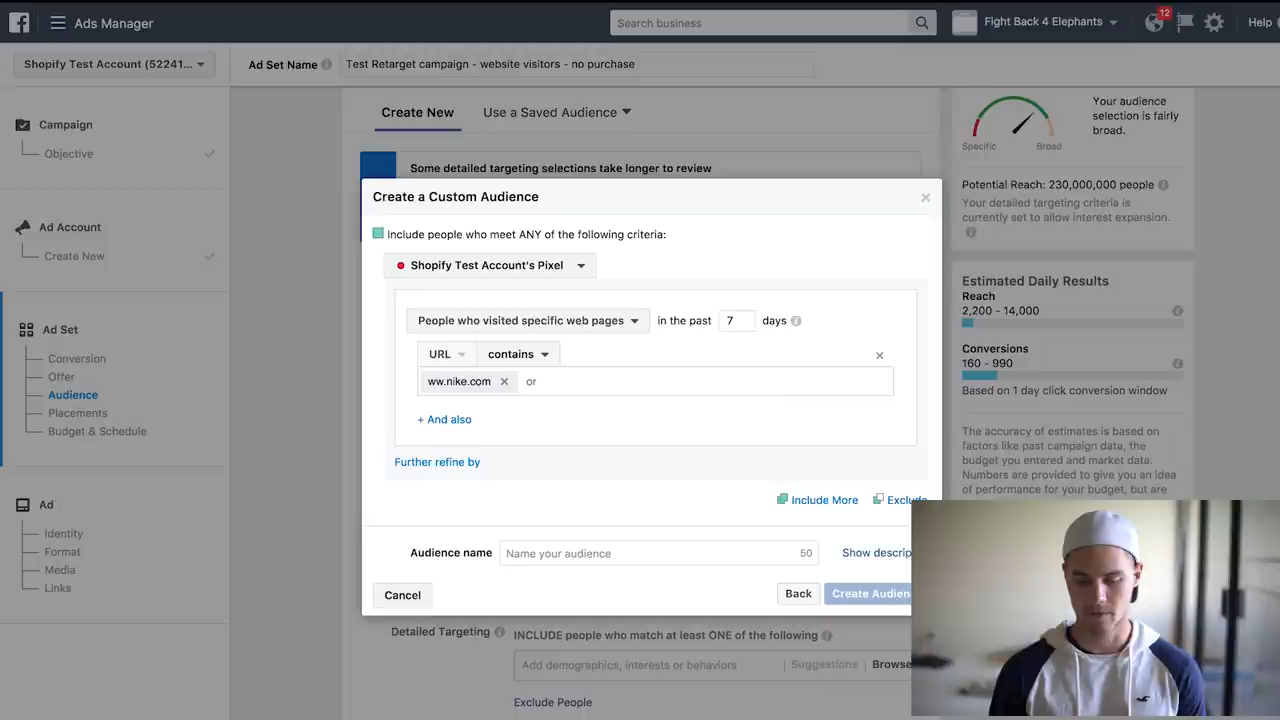 Ads Manager
Search business
Fight Back 4 Elephants
12
Help
Shopify Test Account (52241...
Ad Set Name
Test Retarget campaign - website visitors - no purchase
Campaign
Objective
Ad Account
Create New
Ad Set
Conversion
Offer
Audience
Placements
Budget & Schedule
Ad
Identity
Format
Media
Links
Create New
Use a Saved Audience
Some detailed targeting selections take longer to review
Create a Custom Audience
Include people who meet ANY of the following criteria:
Shopify Test Account's Pixel
People who visited specific web pages in the past 7 days
URL contains
ww.nike.com or
+ And also
Further refine by
Include More
Exclude
Audience name
Name your audience
50
Show descrip
Cancel
Back
Create Audien
Detailed Targeting
INCLUDE people who match at least ONE of the following
Add demographics, interests or behaviors
Suggestions
Browse
Exclude People
Specific
Broad
Your audience
selection is fairly
broad.
Potential Reach: 230,000,000 people
Your detailed targeting criteria is
currently set to allow interest expansion.
Estimated Daily Results
Reach
2,200 - 14,000
Conversions
160 - 990
Based on 1 day click conversion window
The accuracy of estimates is based on
factors like past campaign data, the
budget you entered and market data.
Numbers are provided to give you an idea
of performance for your budget, but are